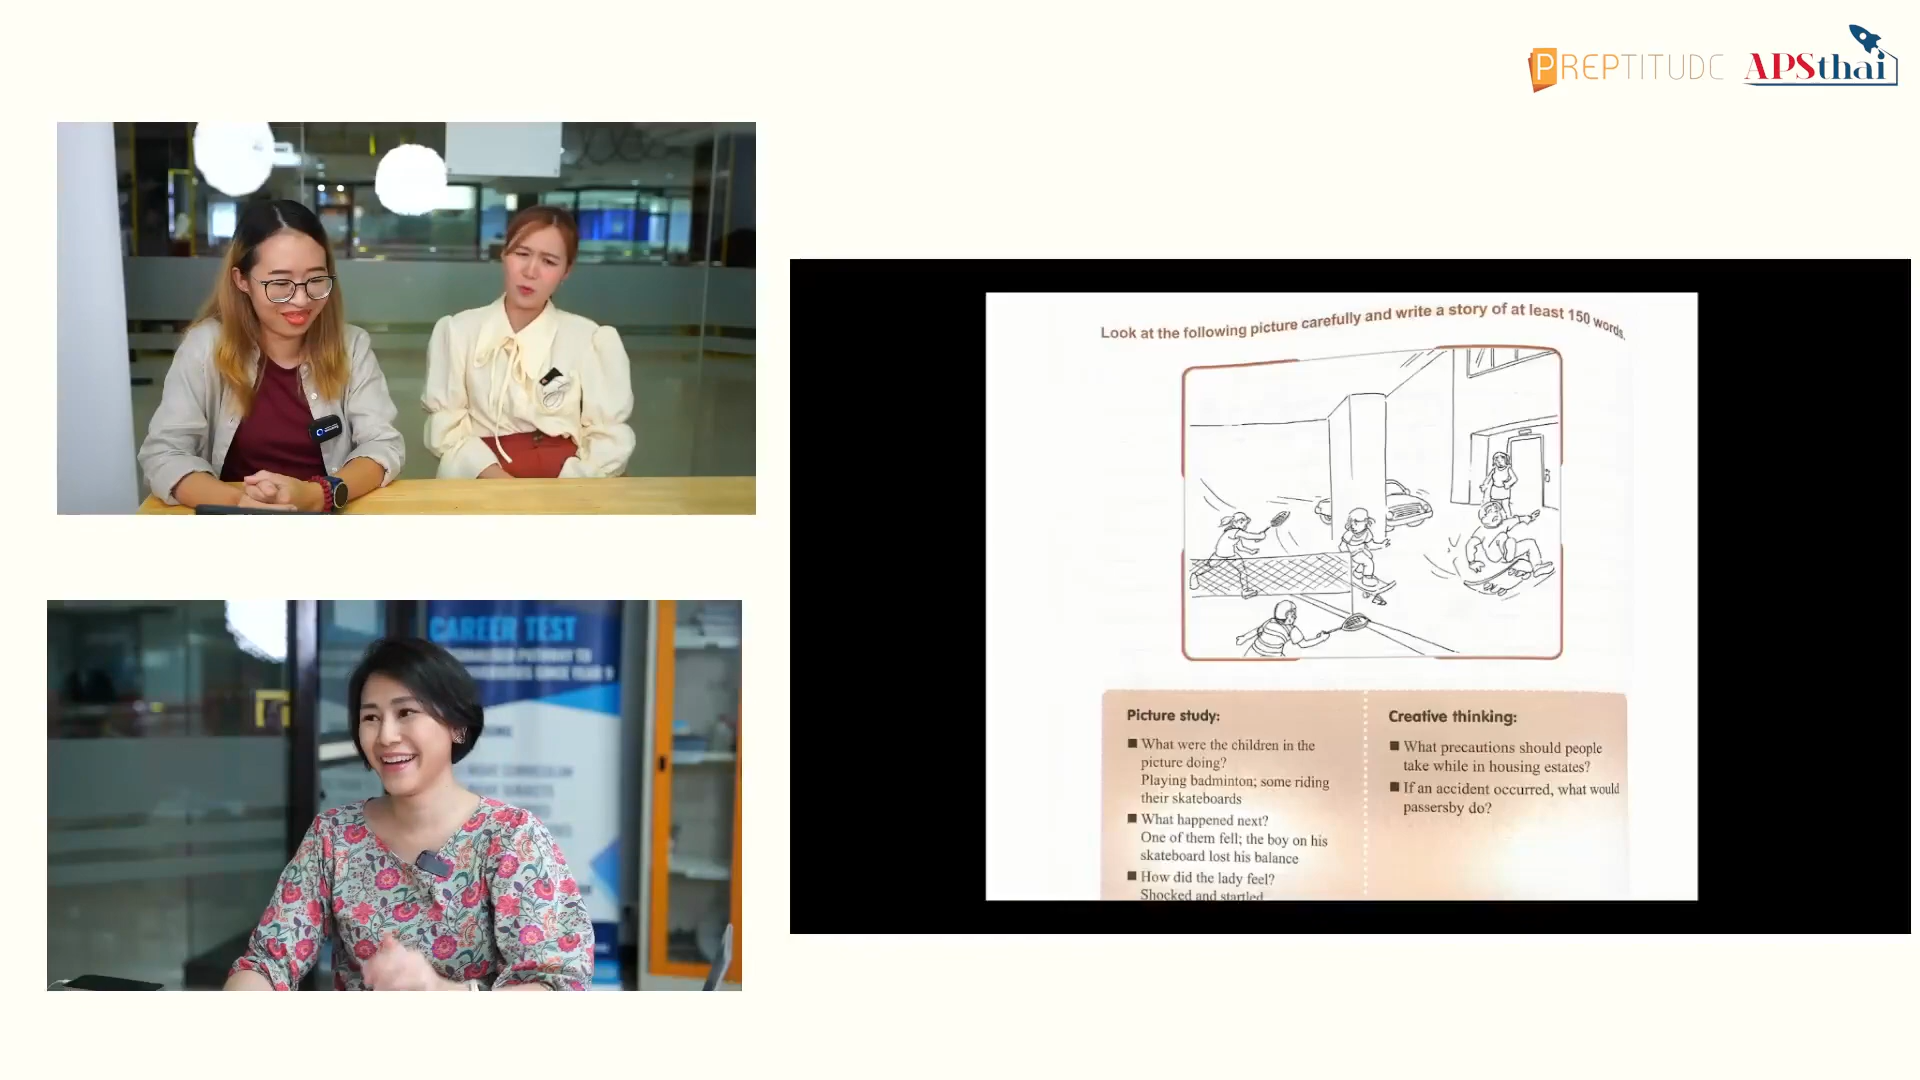 PREPTITUDE APSthai
CAREER TEST
Look at the following picture carefully and write a story of at least 150 words.
Picture study:
■ What were the children in the
picture doing?
Playing badminton; some riding
their skateboards
■ What happened next?
One of them fell; the boy on his
skateboard lost his balance
■ How did the lady feel?
Shocked and startled
Creative thinking:
■ What precautions should people
take while in housing estates?
■ If an accident occurred, what would
passersby do?